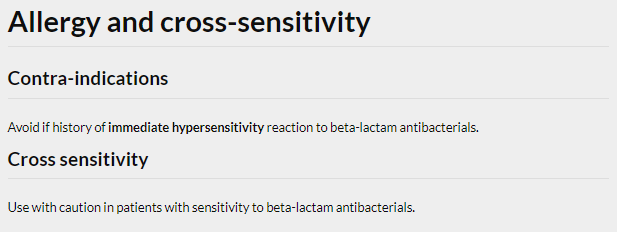 Allergy and cross-sensitivity
Contra-indications
Avoid if history of immediate hypersensitivity reaction to beta-lactam antibacterials.
Cross sensitivity
Use with caution in patients with sensitivity to beta-lactam antibacterials.